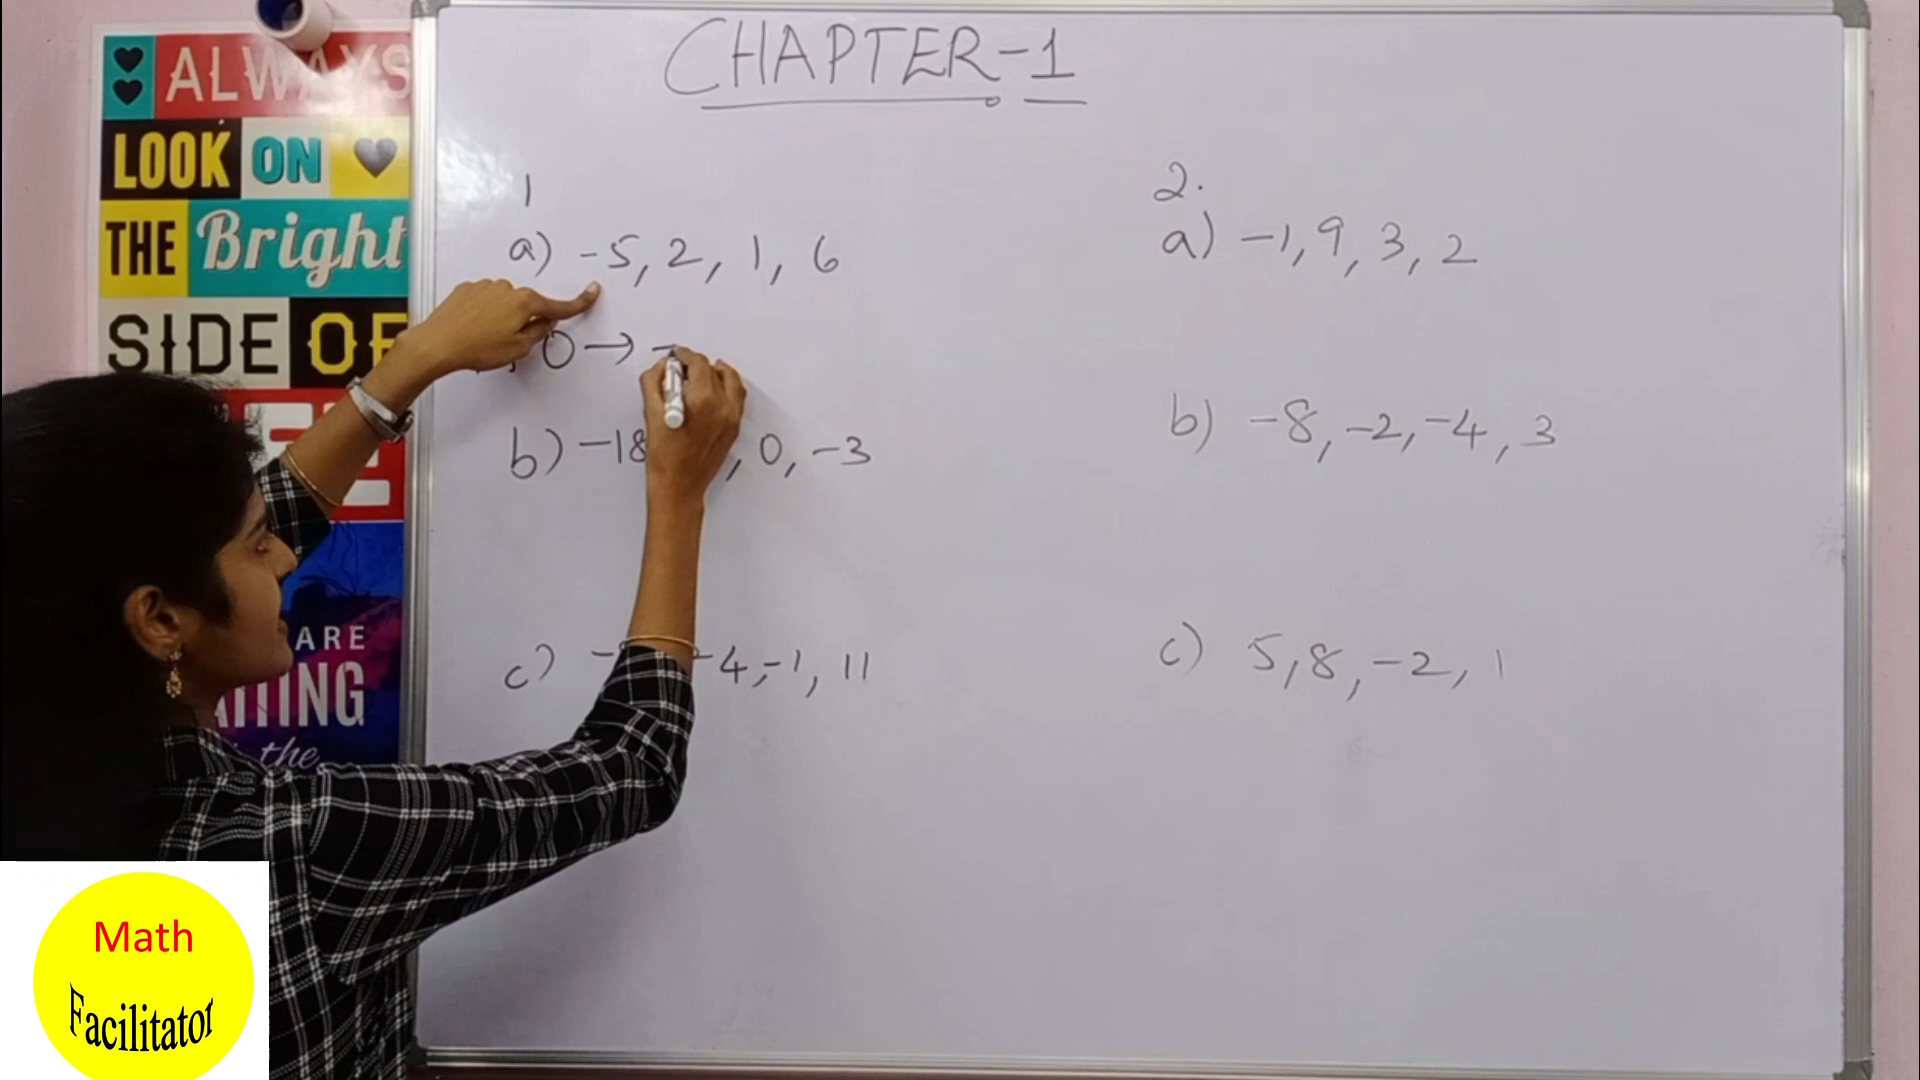 CHAPTER-1
ALWAYS
LOOK ON
THE Bright
SIDE OF
ARE
the
1
a) -5, 2, 1, 6
0 →
b) -18 , 0, -3
c) -4, -1, 11
2.
a) -1, 9, 3, 2
b) -8, -2, -4, 3
c) 5, 8, -2, 1
Math
Facilitator